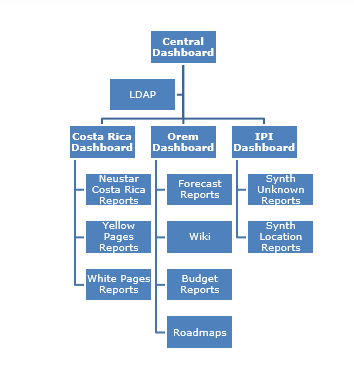 Central
Dashboard
LDAP
Costa Rica
Dashboard
Orem
Dashboard
IPI
Dashboard
Neustar
Costa Rica
Reports
Forecast
Reports
Synth
Unknown
Reports
Yellow
Pages
Reports
Wiki
Synth
Location
Reports
White Pages
Reports
Budget
Reports
Roadmaps